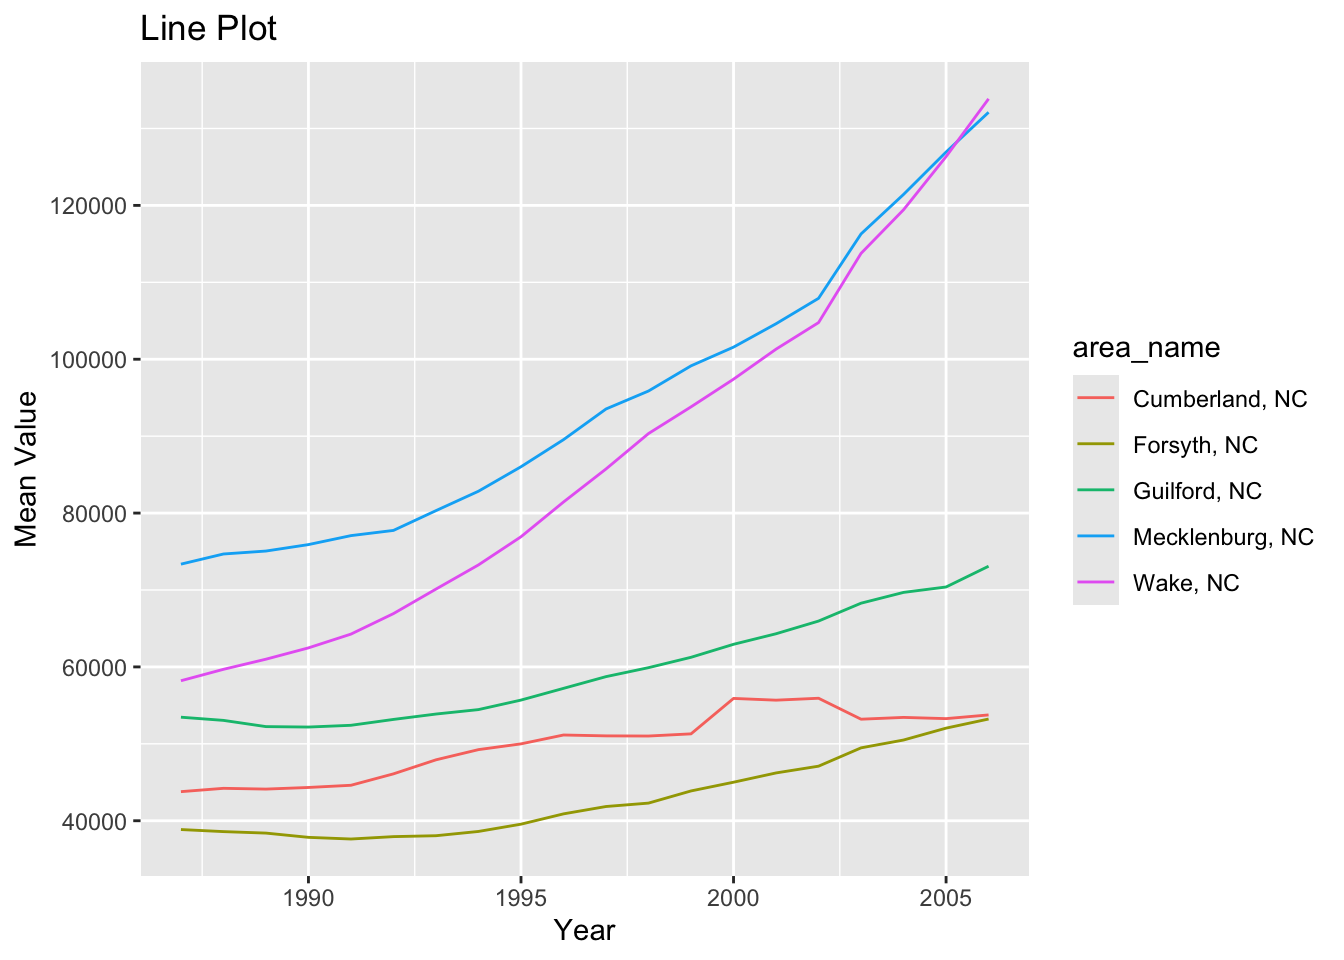 Line Plot
Mean Value
120000
100000
80000
60000
40000
1990
1995
2000
2005
Year
area_name
Cumberland, NC
Forsyth, NC
Guilford, NC
Mecklenburg, NC
Wake, NC